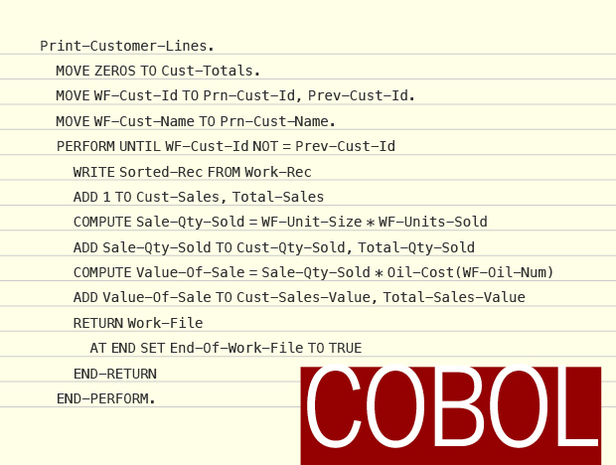 Print-Customer-Lines.
MOVE ZEROS TO Cust-Totals.
MOVE WF-Cust-Id TO Prn-Cust-Id, Prev-Cust-Id.
MOVE WF-Cust-Name TO Prn-Cust-Name.
PERFORM UNTIL WF-Cust-Id NOT = Prev-Cust-Id
WRITE Sorted-Rec FROM Work-Rec
ADD 1 TO Cust-Sales, Total-Sales
COMPUTE Sale-Qty-Sold = WF-Unit-Size * WF-Units-Sold
ADD Sale-Qty-Sold TO Cust-Qty-Sold, Total-Qty-Sold
COMPUTE Value-Of-Sale = Sale-Qty-Sold * Oil-Cost(WF-Oil-Num)
ADD Value-Of-Sale TO Cust-Sales-Value, Total-Sales-Value
RETURN Work-File
AT END SET End-Of-Work-File TO TRUE
END-RETURN
END-PERFORM.
COBOL